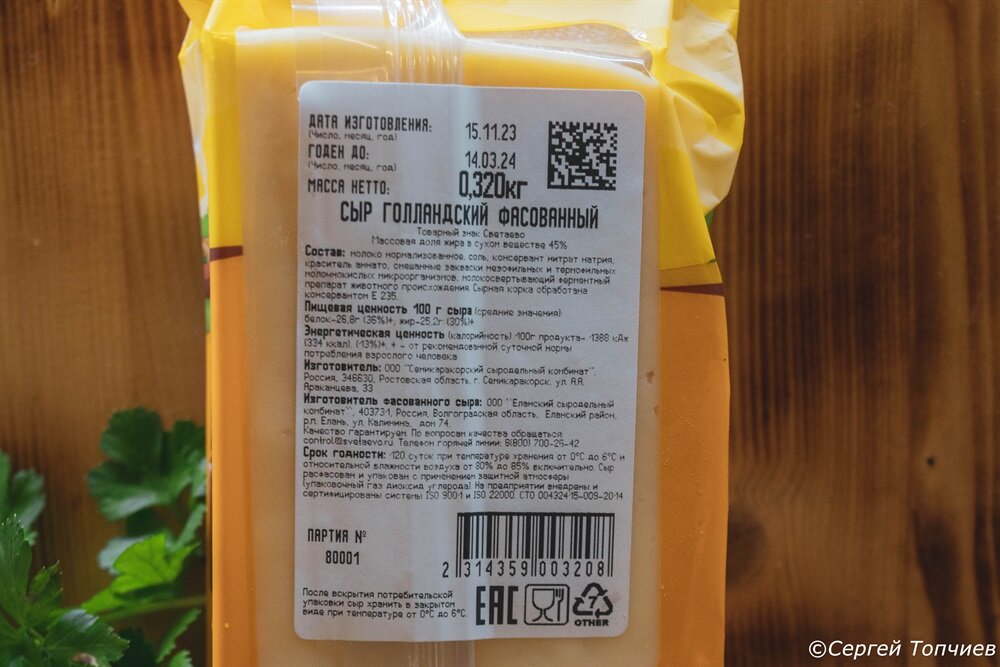 ДАТА ИЗГОТОВЛЕНИЯ: 15.11.23
(Число, месяц, год)
ГОДЕН ДО: 14.03.24
(Число, месяц, год)
МАССА НЕТТО: 0,320кг
СЫР ГОЛЛАНДСКИЙ ФАСОВАННЫЙ
Товарный знак Светаево
Массовая доля жира в сухом веществе 45%
Состав: молоко нормализованное, соль, консервант нитрат натрия,
краситель аннато, смешанные закваски мезофильных и термофильных
молочнокислых микроорганизмов, молокосвертывающий ферментный
препарат животного происхождения. Сырная корка обработана
консервантом Е 235.
Пищевая ценность 100 г сыра (средние значения)
белок-26,8г (36%)+; жир-25,2г (30%)+
Энергетическая ценность (калорийность) 100г продукта- 1388 кДж
(334 ккал), (13%)+. + - от рекомендованной суточной нормы
потребления взрослого человека
Изготовитель: ООО ``Семикаракорский сыродельный комбинат``,
Россия, 346630, Ростовская область, г. Семикаракорск, ул. А.А.
Араканцева, 33
Изготовитель фасованного сыра: ООО ``Еланский сыродельный
комбинат``, 403731, Россия, Волгоградская область, Еланский район,
р.п. Елань, ул. Калининь, дом 74
Качество гарантируем. По вопросам качества обращаться:
control@svetaevo.ru. Телефон горячей линии: 8(800) 700-26-42
Срок годности: 120 суток при температуре хранения от 0°С до 6°С и
относительной влажности воздуха от 80% до 85% включительно. Сыр
расфасован и упакован с применением защитной атмосферы
(упаковочный газ диоксид углерода). На предприятии внедрены и
сертифицированы системы ISO 9001 и ISO 22000. СТО 00432415-009-2014
ПАРТИЯ №
80001
2 314359 003208
После вскрытия потребительской
упаковки сыр хранить в закрытом
виде при температуре от 0°С до 6°С.
ЕАС
OTHER
©Сергей Топчиев